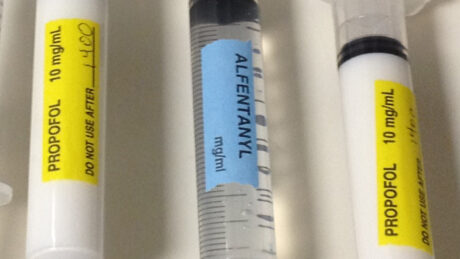 PROPOFOL 10 mg/mL
DO NOT USE AFTER 1400
ALFENTANYL
mg/ml
PROPOFOL 10 mg/mL
DO NOT USE AFTER